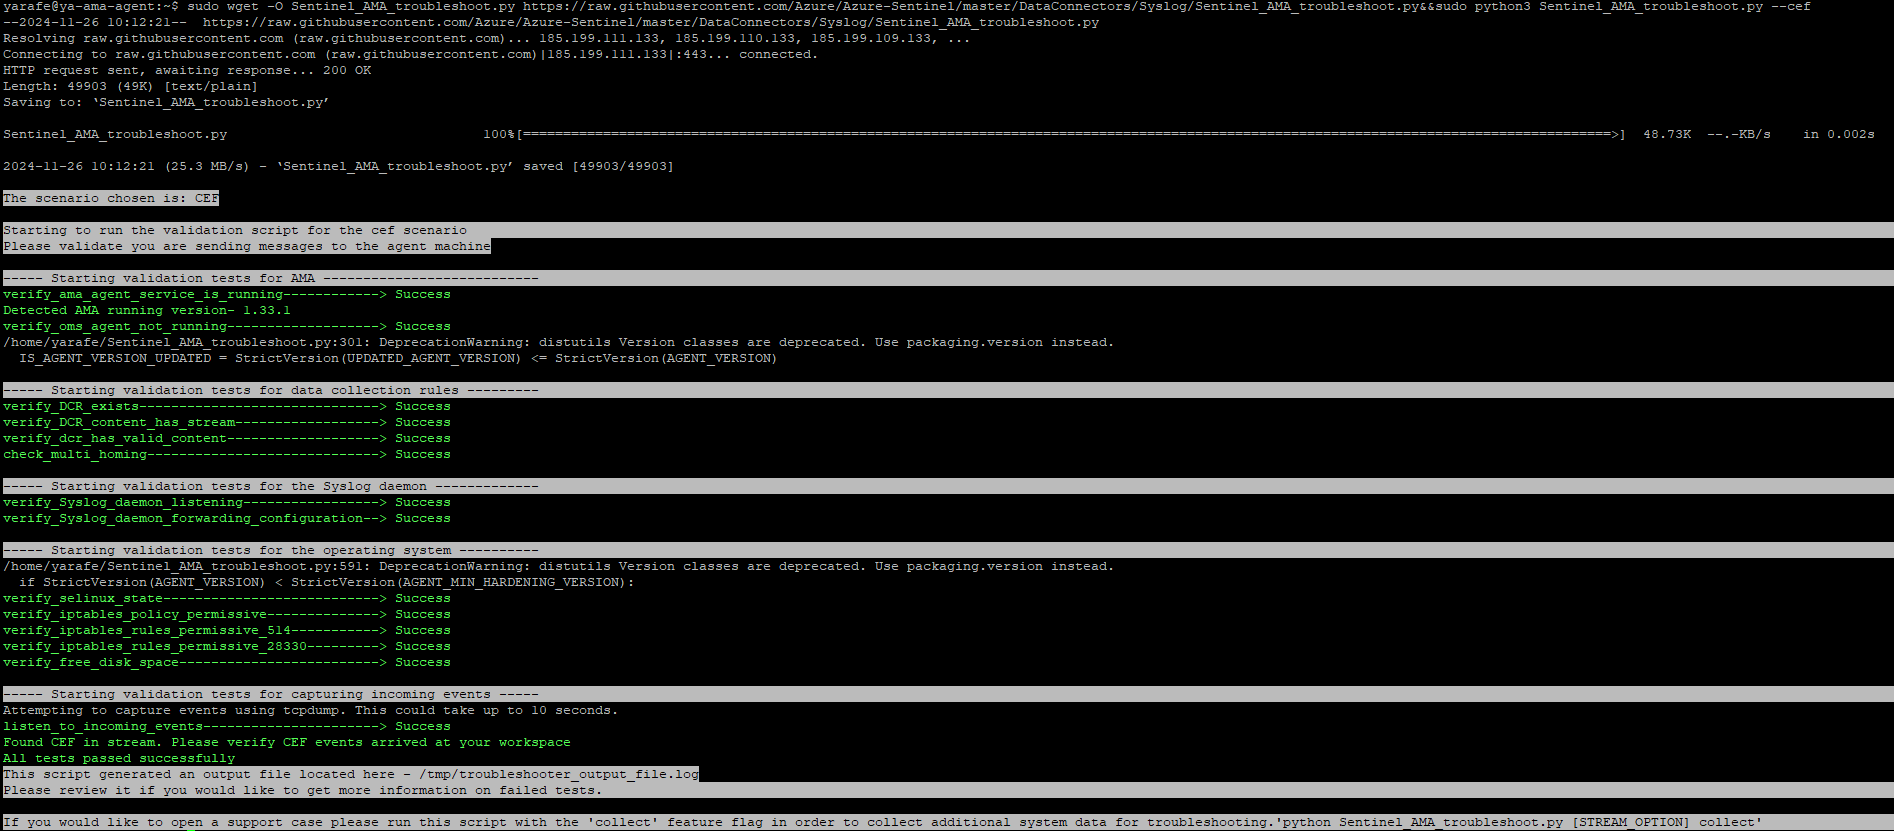 yarafe@ya-ama-agent:~$ sudo wget -O Sentinel_AMA_troubleshoot.py https://raw.githubusercontent.com/Azure/Azure-Sentinel/master/DataConnectors/Syslog/Sentinel_AMA_troubleshoot.py&&sudo python3 Sentinel_AMA_troubleshoot.py --cef
--2024-11-26 10:12:21--  https://raw.githubusercontent.com/Azure/Azure-Sentinel/master/DataConnectors/Syslog/Sentinel_AMA_troubleshoot.py
Resolving raw.githubusercontent.com (raw.githubusercontent.com)... 185.199.111.133, 185.199.110.133, 185.199.109.133, ...
Connecting to raw.githubusercontent.com (raw.githubusercontent.com)|185.199.111.133|:443... connected.
HTTP request sent, awaiting response... 200 OK
Length: 49903 (49K) [text/plain]
Saving to: ‘Sentinel_AMA_troubleshoot.py’
Sentinel_AMA_troubleshoot.py 100%[========================================================================================================================================>] 48.73K --.-KB/s in 0.002s
2024-11-26 10:12:21 (25.3 MB/s) - ‘Sentinel_AMA_troubleshoot.py’ saved [49903/49903]
The scenario chosen is: CEF
Starting to run the validation script for the cef scenario
Please validate you are sending messages to the agent machine
----- Starting validation tests for AMA ---------------------------
verify_ama_agent_service_is_running------------> Success
Detected AMA running version- 1.33.1
verify_oms_agent_not_running-------------------> Success
/home/yarafe/Sentinel_AMA_troubleshoot.py:301: DeprecationWarning: distutils Version classes are deprecated. Use packaging.version instead.
  IS_AGENT_VERSION_UPDATED = StrictVersion(UPDATED_AGENT_VERSION) <= StrictVersion(AGENT_VERSION)
----- Starting validation tests for data collection rules ---------
verify_DCR_exists------------------------------> Success
verify_DCR_content_has_stream------------------> Success
verify_dcr_has_valid_content-------------------> Success
check_multi_homing-----------------------------> Success
----- Starting validation tests for the Syslog daemon -------------
verify_Syslog_daemon_listening-----------------> Success
verify_Syslog_daemon_forwarding_configuration--> Success
----- Starting validation tests for the operating system ----------
/home/yarafe/Sentinel_AMA_troubleshoot.py:591: DeprecationWarning: distutils Version classes are deprecated. Use packaging.version instead.
  if StrictVersion(AGENT_VERSION) < StrictVersion(AGENT_MIN_HARDENING_VERSION):
verify_selinux_state---------------------------> Success
verify_iptables_policy_permissive--------------> Success
verify_iptables_rules_permissive_514-----------> Success
verify_iptables_rules_permissive_28330---------> Success
verify_free_disk_space-------------------------> Success
----- Starting validation tests for capturing incoming events -----
Attempting to capture events using tcpdump. This could take up to 10 seconds.
listen_to_incoming_events----------------------> Success
Found CEF in stream. Please verify CEF events arrived at your workspace
All tests passed successfully
This script generated an output file located here - /tmp/troubleshooter_output_file.log
Please review it if you would like to get more information on failed tests.
If you would like to open a support case please run this script with the 'collect' feature flag in order to collect additional system data for troubleshooting.'python Sentinel_AMA_troubleshoot.py [STREAM_OPTION] collect'